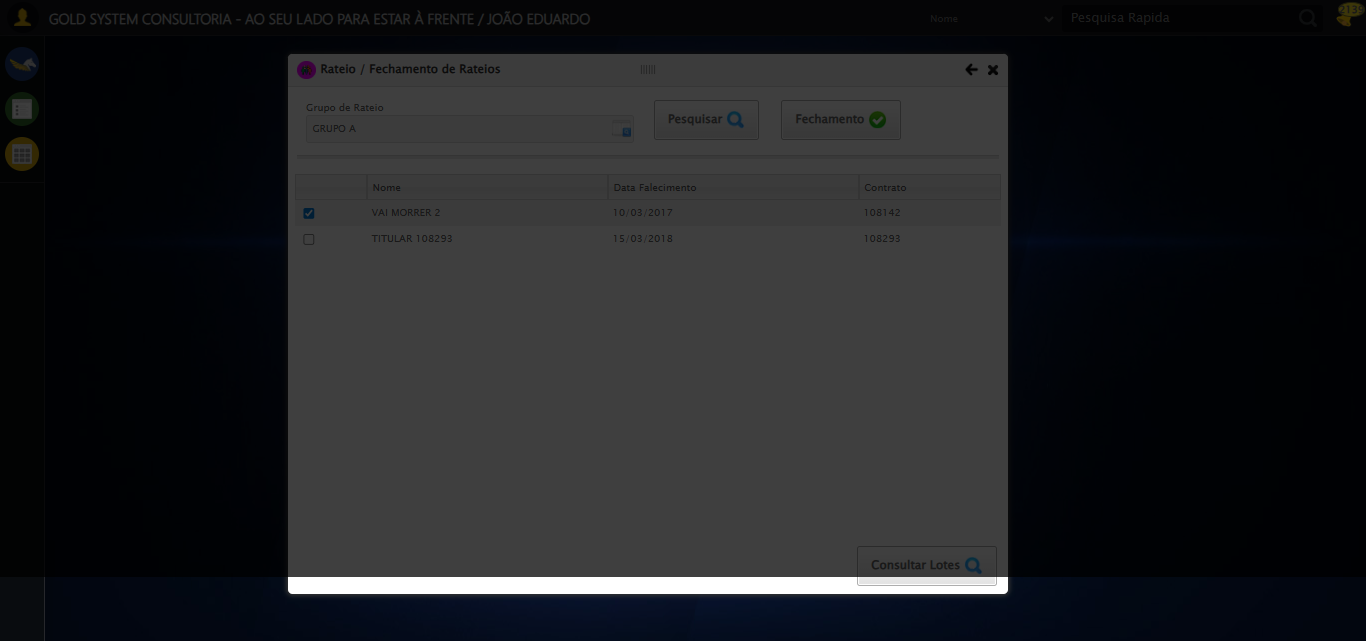 GOLD SYSTEM CONSULTORIA - AO SEU LADO PARA ESTAR À FRENTE / JOÃO EDUARDO
Nome
Pesquisa Rapida
213
Rateio / Fechamento de Rateios
Grupo de Rateio
GRUPO A
Pesquisar
Fechamento
Nome Data Falecimento Contrato
VAI MORRER 2 10/03/2017 108142
TITULAR 108293 15/03/2018 108293
Consultar Lotes